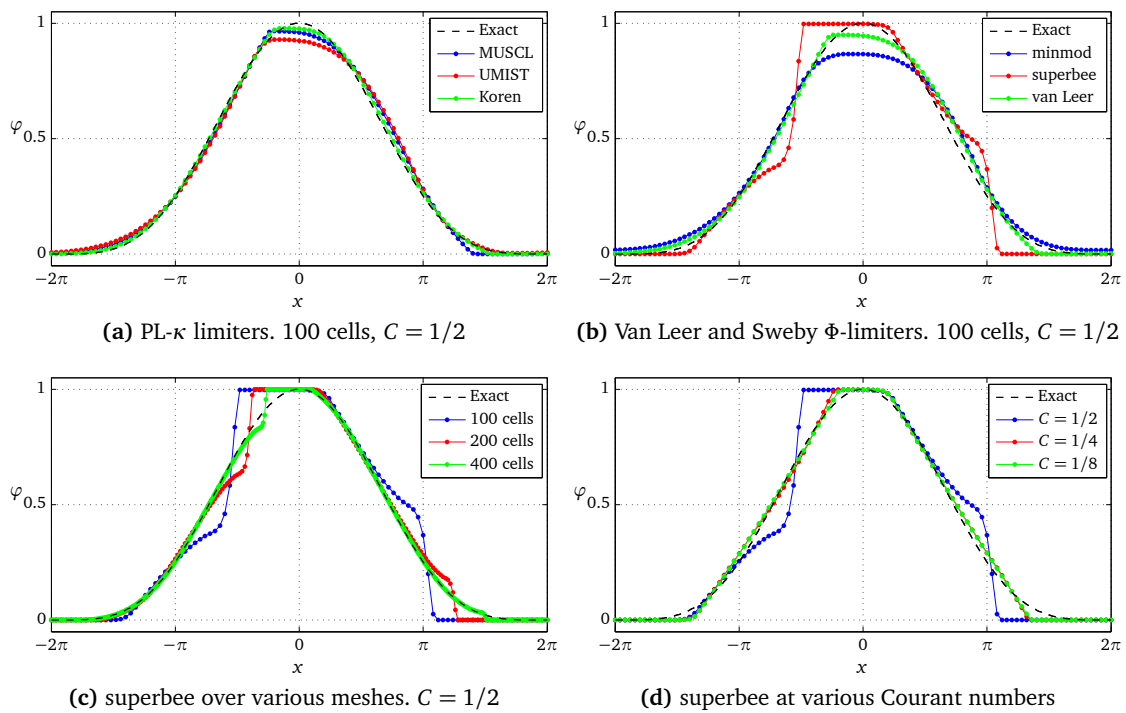 1
0.5
0
φ
−2π
−π
0
π
2π
x
Exact
MUSCL
UMIST
Koren
(a) PL-κ limiters. 100 cells, C = 1/2
1
0.5
0
φ
−2π
−π
0
π
2π
x
Exact
minmod
superbee
van Leer
(b) Van Leer and Sweby Φ-limiters. 100 cells, C = 1/2
1
0.5
0
φ
−2π
−π
0
π
2π
x
Exact
100 cells
200 cells
400 cells
(c) superbee over various meshes. C = 1/2
1
0.5
0
φ
−2π
−π
0
π
2π
x
Exact
C = 1/2
C = 1/4
C = 1/8
(d) superbee at various Courant numbers